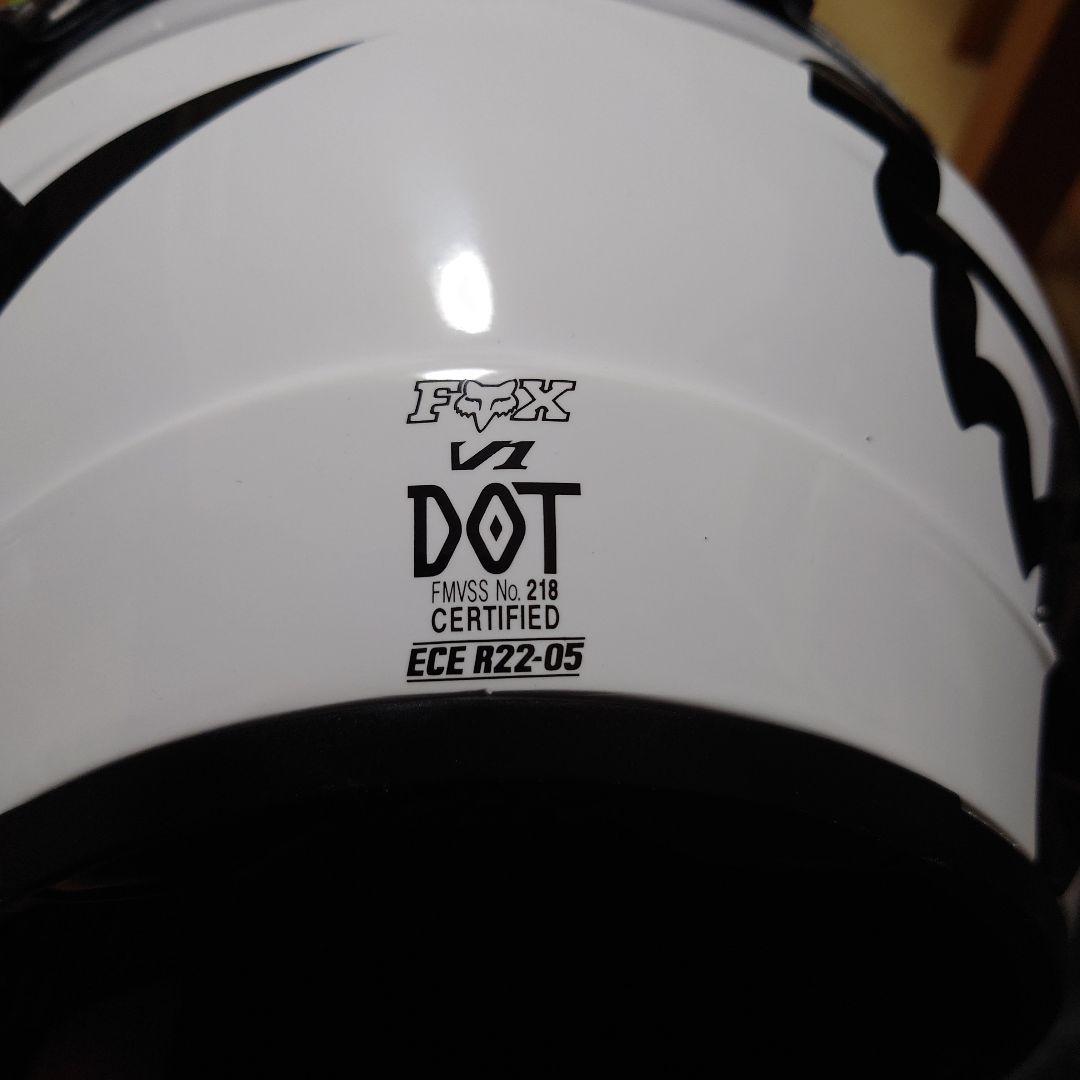 FOX
V1
DOT
FMVSS No. 218
CERTIFIED
ECE R22-05